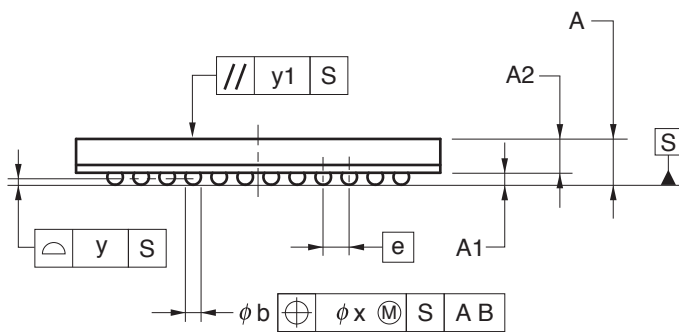 A
// y1 S
A2
S
⌓ y S
e
A1
φb ⌖ φx Ⓜ S A B